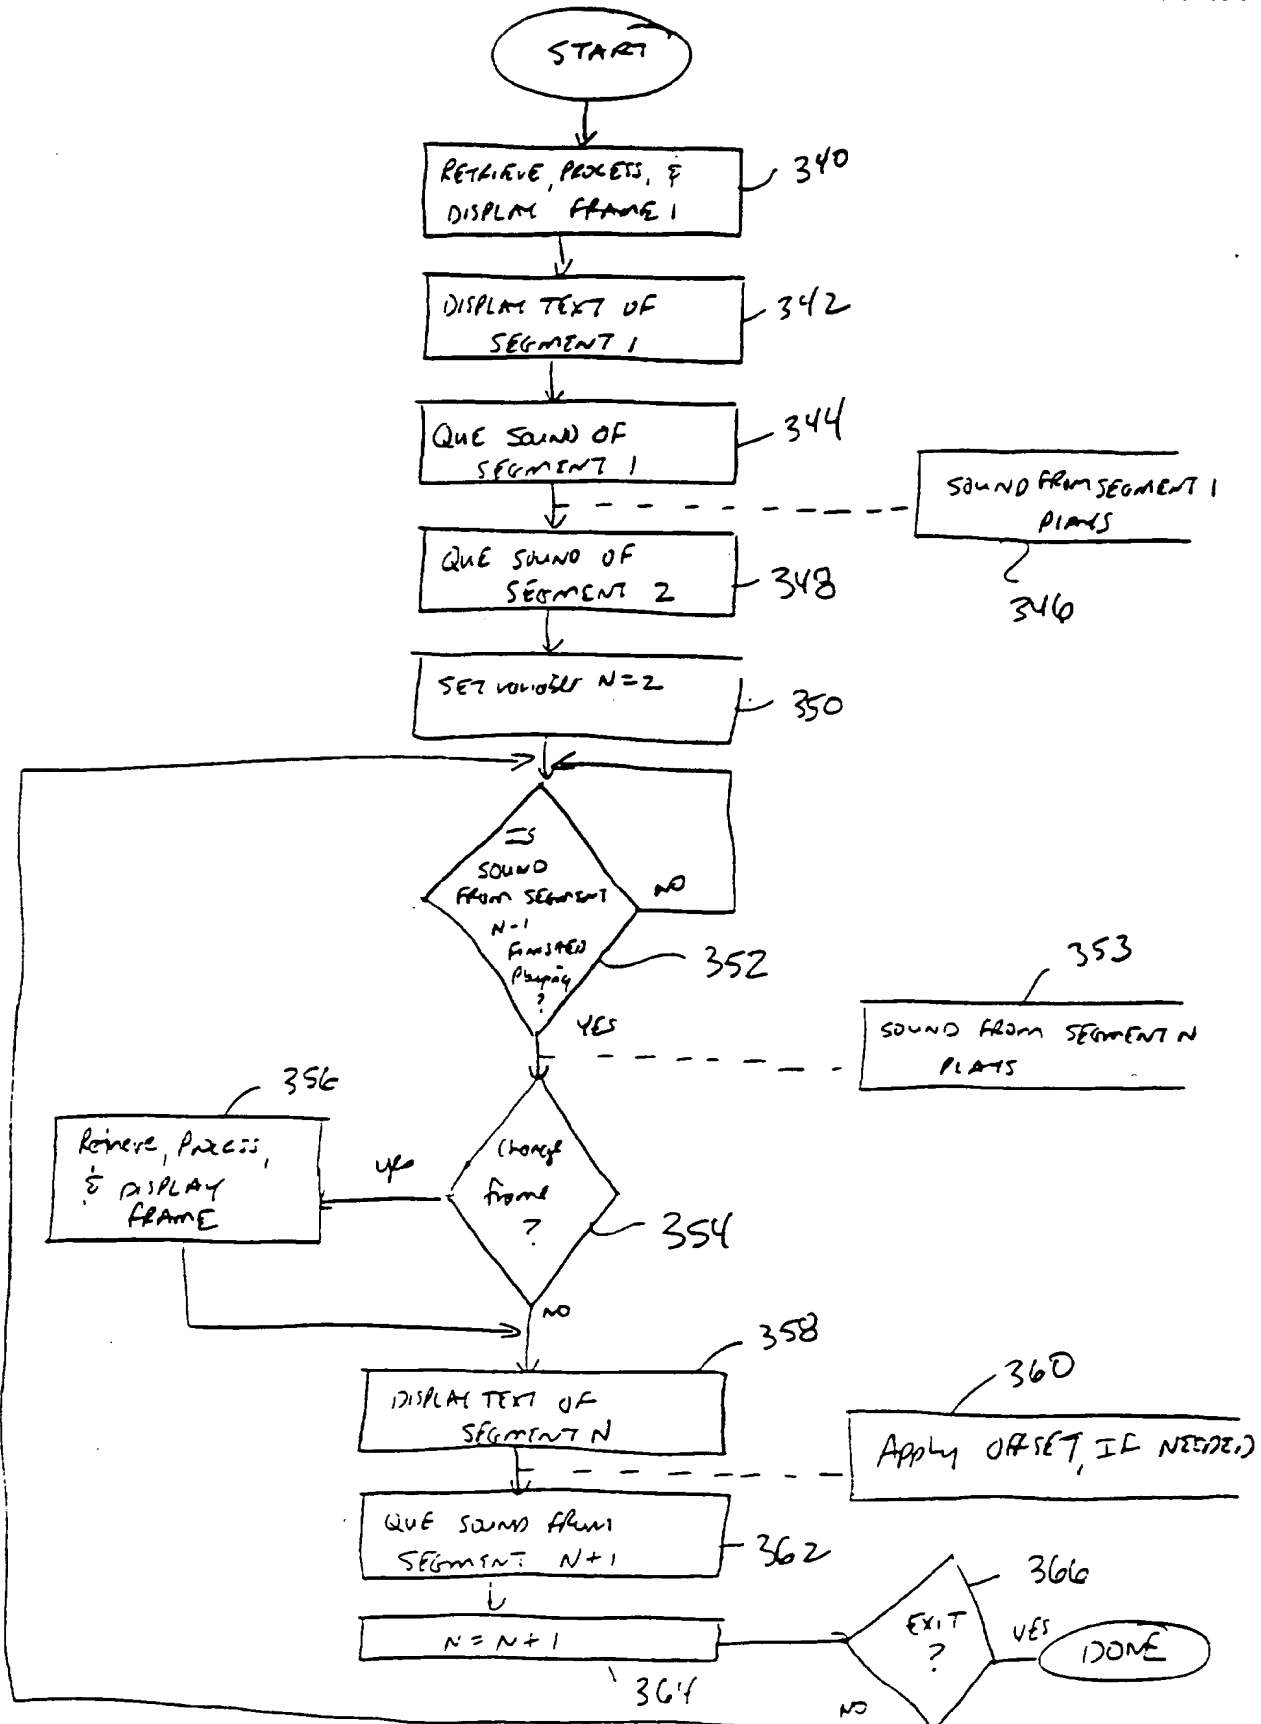 START
RETRIEVE, PROCESS, &
DISPLAY FRAME 1
340
DISPLAY TEXT OF
SEGMENT 1
342
QUE SOUND OF
SEGMENT 1
344
SOUND FROM SEGMENT 1
PLAYS
346
QUE SOUND OF
SEGMENT 2
348
SET variable N=2
350
IS
SOUND
FROM SEGMENT
N-1
FINISHED
Playing
?
NO
352
YES
353
SOUND FROM SEGMENT N
PLAYS
356
Retrieve, Process,
& DISPLAY
FRAME
yes
Change
frame
?
354
NO
358
DISPLAY TEXT OF
SEGMENT N
360
Apply OFFSET, IF NEEDED
QUE SOUND FROM
SEGMENT N+1
362
N=N+1
364
EXIT
?
366
YES
DONE
NO